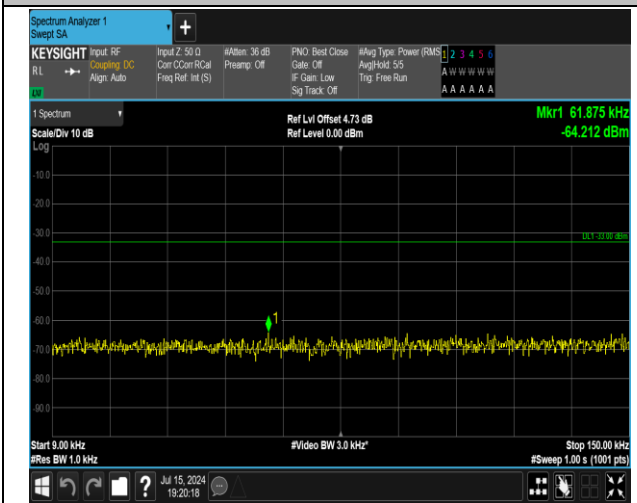 Spectrum Analyzer 1
Swept SA
+
KEYSIGHT Input: RF
RL
Coupling: DC
Align: Auto
LXI
Input Z: 50 Ω
Corr CCorr RCal
Freq Ref: Int (S)
#Atten: 36 dB
Preamp: Off
PNO: Best Close
Gate: Off
IF Gain: Low
Sig Track: Off
#Avg Type: Power (RMS
Avg|Hold: 5/5
Trig: Free Run
1 2 3 4 5 6
A W W W W W
A A A A A A
1 Spectrum
Scale/Div 10 dB
Log
Ref Lvl Offset 4.73 dB
Ref Level 0.00 dBm
Mkr1 61.875 kHz
-64.212 dBm
-10.0
-20.0
-30.0
DL1 -33.00 dBm
-40.0
-50.0
-60.0
1
-70.0
-80.0
-90.0
Start 9.00 kHz
#Res BW 1.0 kHz
#Video BW 3.0 kHz*
Stop 150.00 kHz
#Sweep 1.00 s (1001 pts)
?
Jul 15, 2024
19:20:18